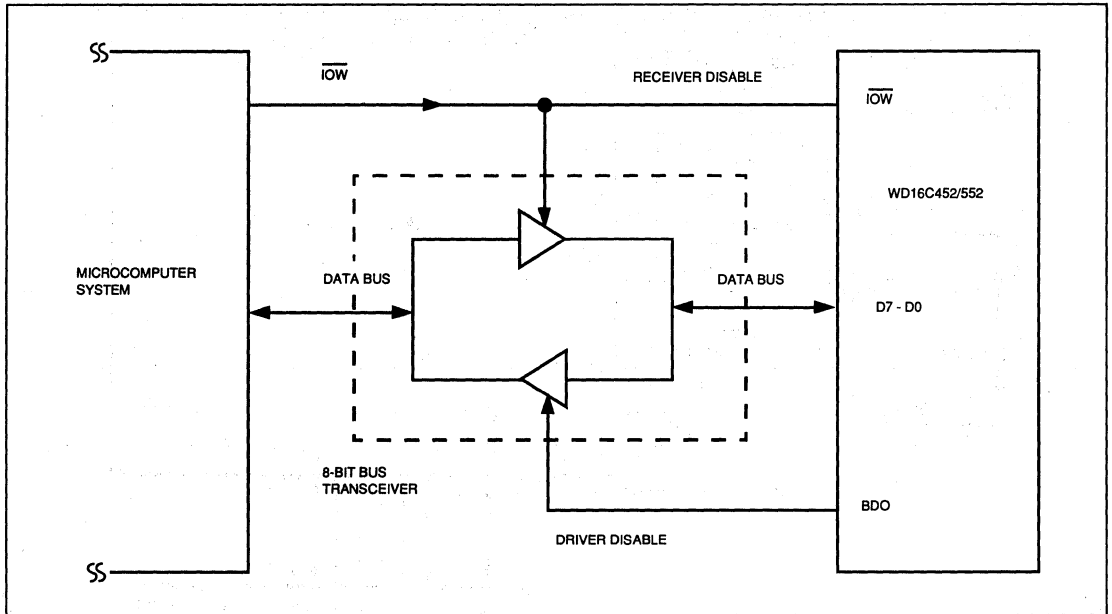 IOW
RECEIVER DISABLE
IOW
WD16C452/552
MICROCOMPUTER
SYSTEM
DATA BUS
DATA BUS
D7 - D0
8-BIT BUS
TRANSCEIVER
BDO
DRIVER DISABLE